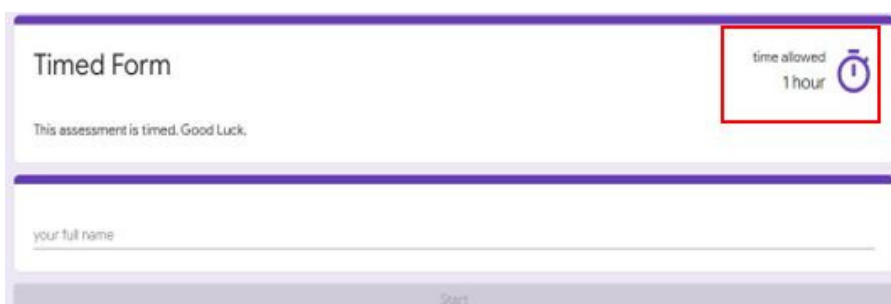 Timed Form
time allowed
1 hour
This assessment is timed. Good Luck.
your full name
Start